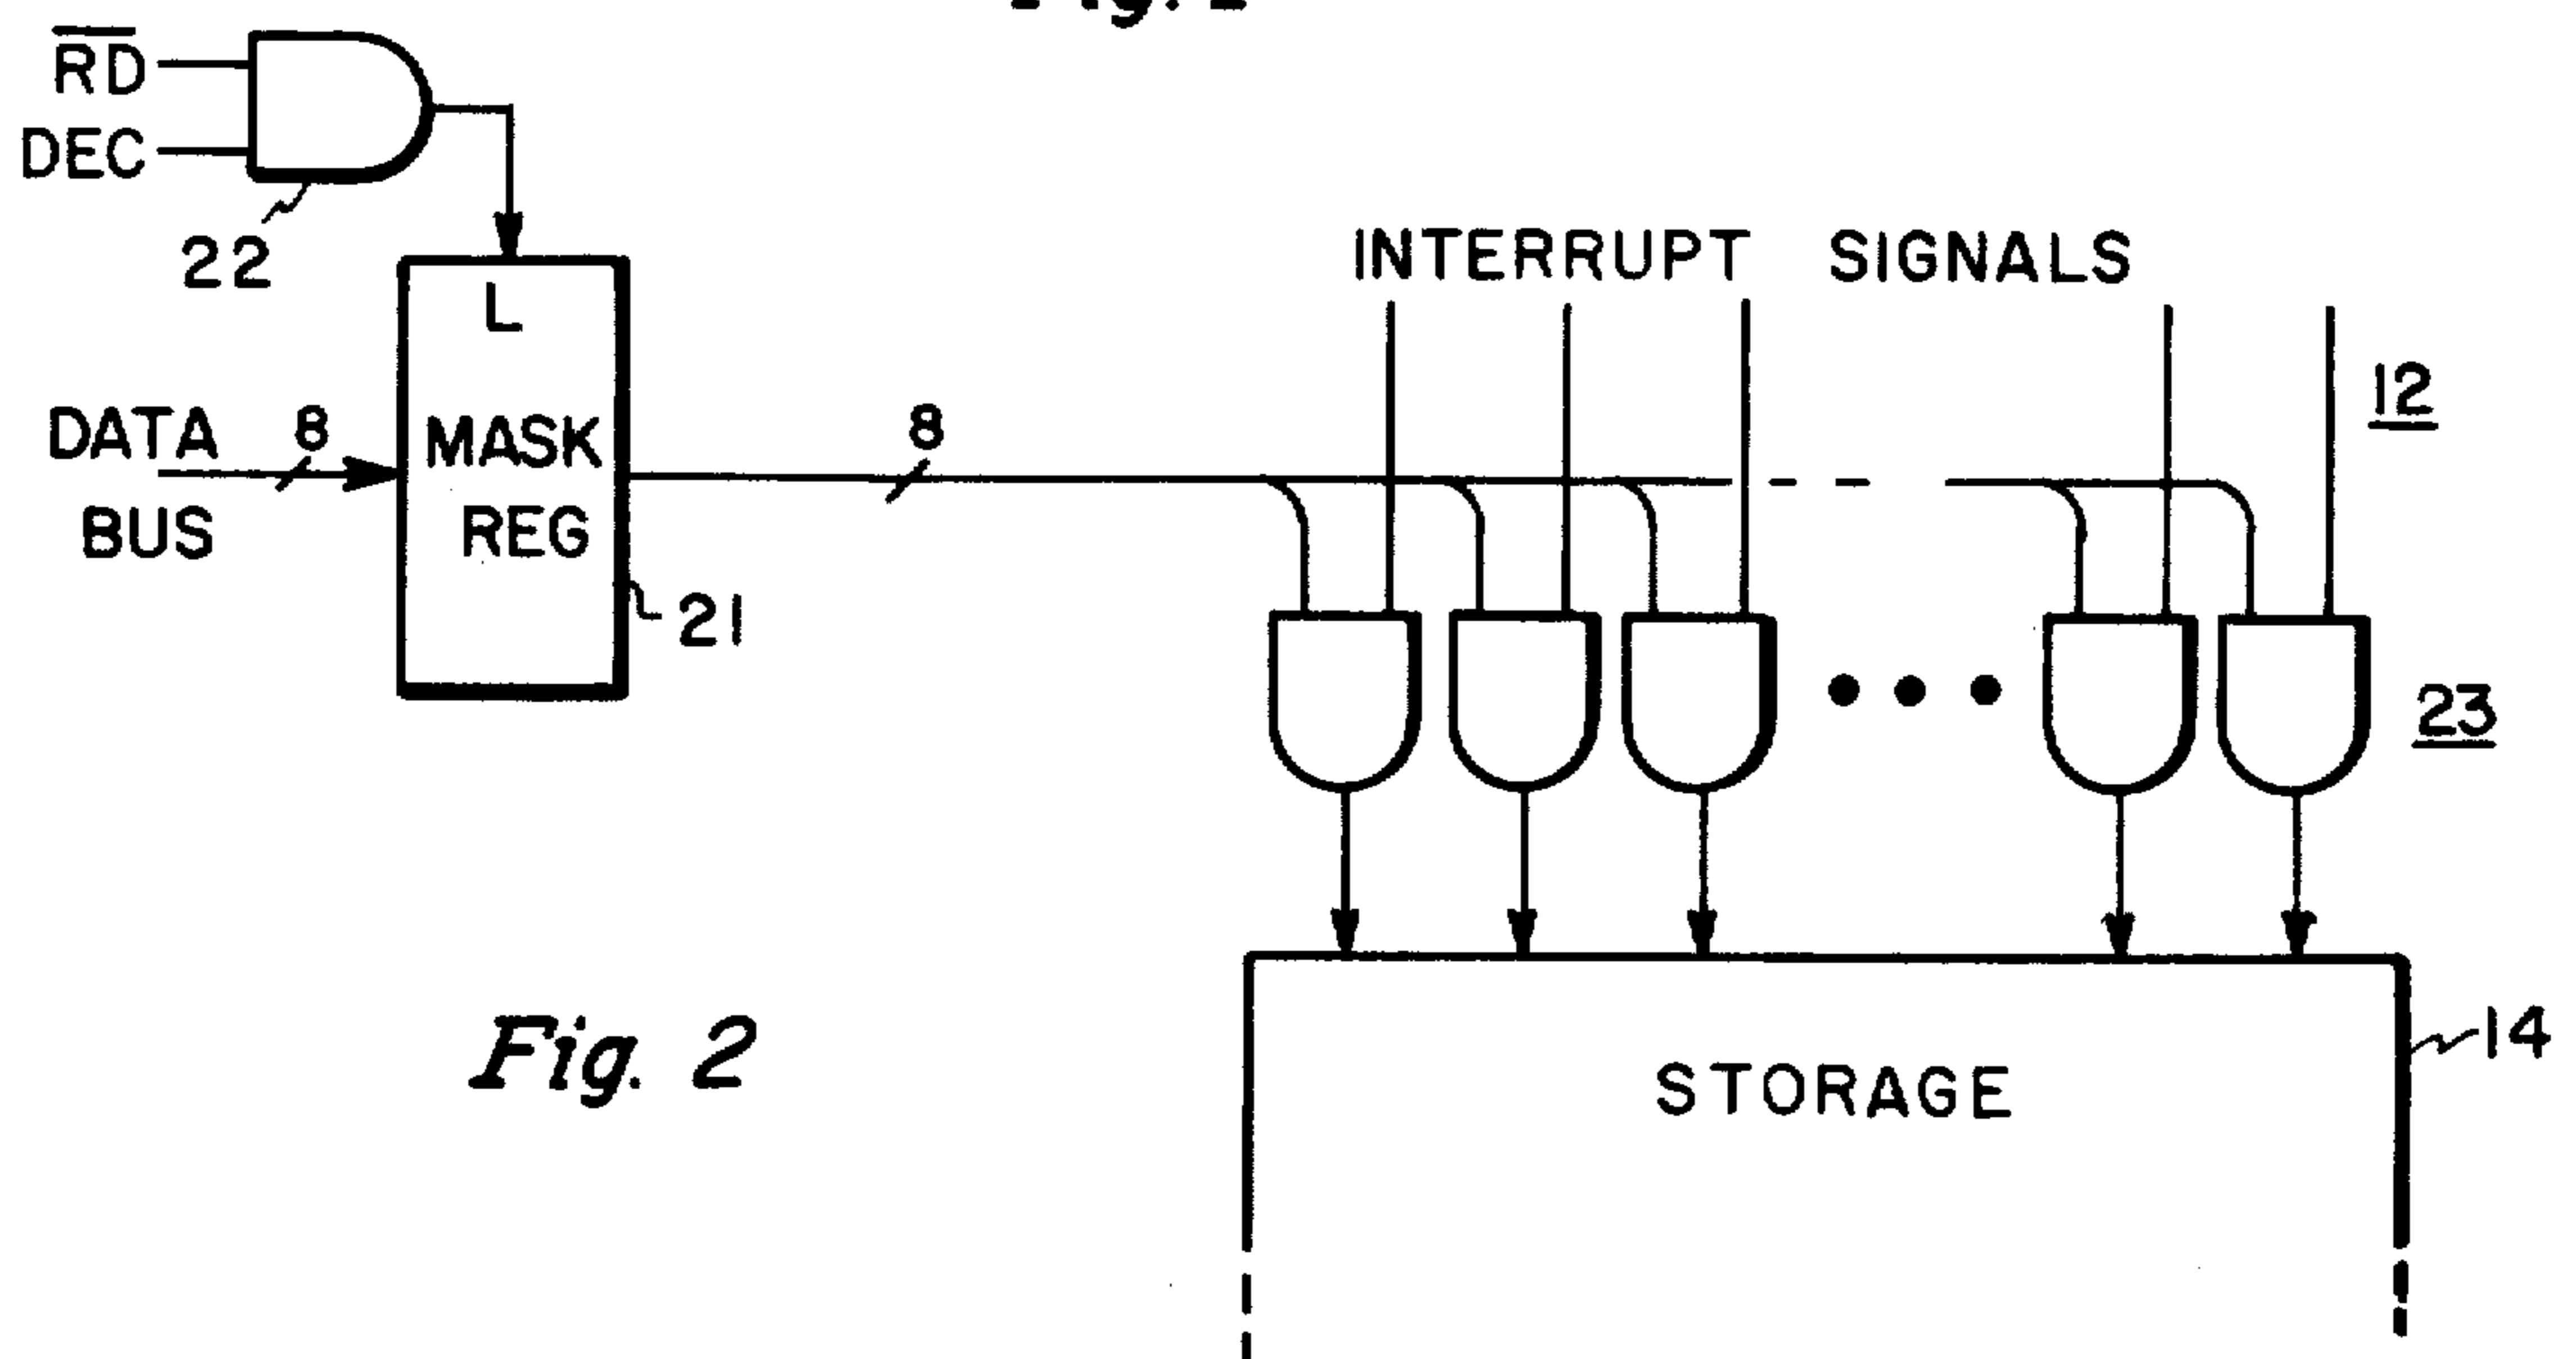 RD
DEC
22
L
INTERRUPT SIGNALS
12
DATA
BUS
8
MASK
REG
8
21
23
14
STORAGE
Fig. 2